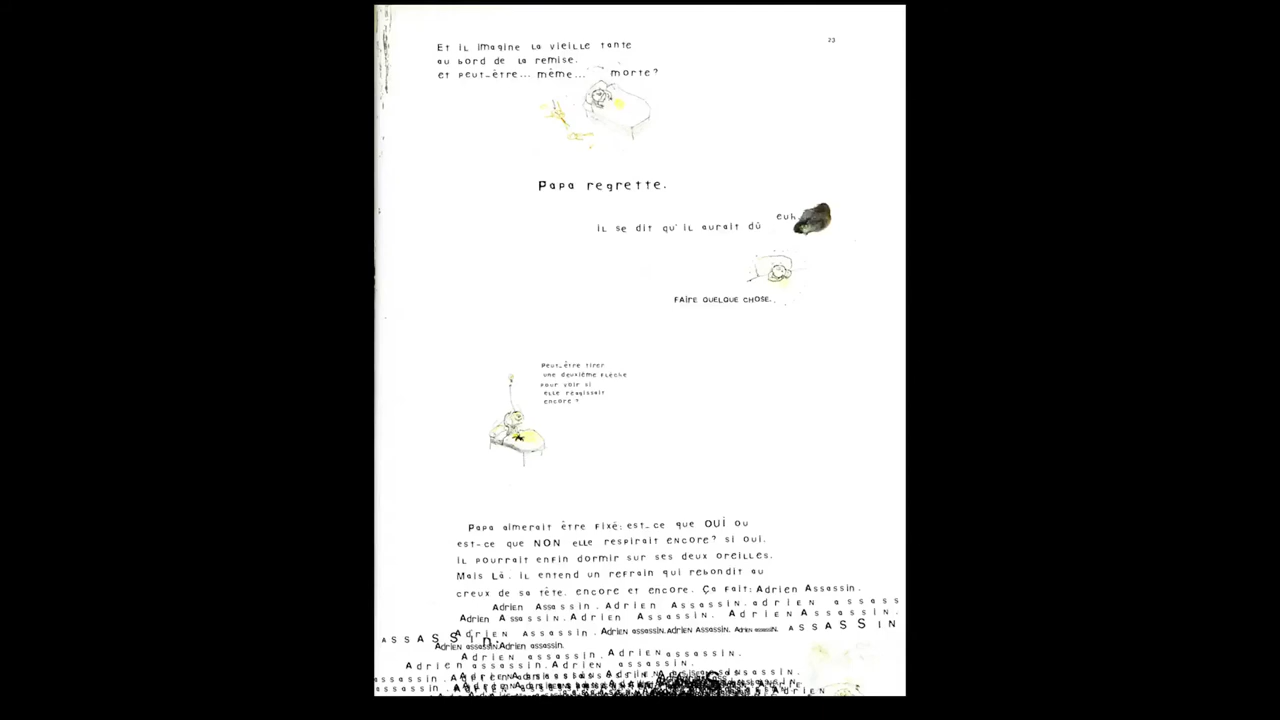 23
Et il imagine la vieille tante
au bord de la remise.
et peut-être... même... morte?
Papa regrette.
euh
il se dit qu'il aurait dû
FAIRE QUELQUE CHOSE.
Peut-être tirer
une deuxième flèche
pour voir si
elle réagissait
encore ?
Papa aimerait être fixé: est-ce que OUI ou
est-ce que NON elle respirait encore? si oui.
il pourrait enfin dormir sur ses deux oreilles.
Mais Là. il entend un refrain qui rebondit au
creux de sa tête. encore et encore. Ça fait: Adrien Assassin.
Adrien Assassin. Adrien Assassin. adrien assass
Adrien Assassin. Adrien Assassin. Adrien Assassin.
Adrien Assassin. Adrien assassin. Adrien Assassin. Adrien assassin. ASSASSIN
ASSASSin.
Adrien assassin. Adrien assassin.
Adrien assassin. Adrien assassin.
Adrien assassin. Adrien assassin.